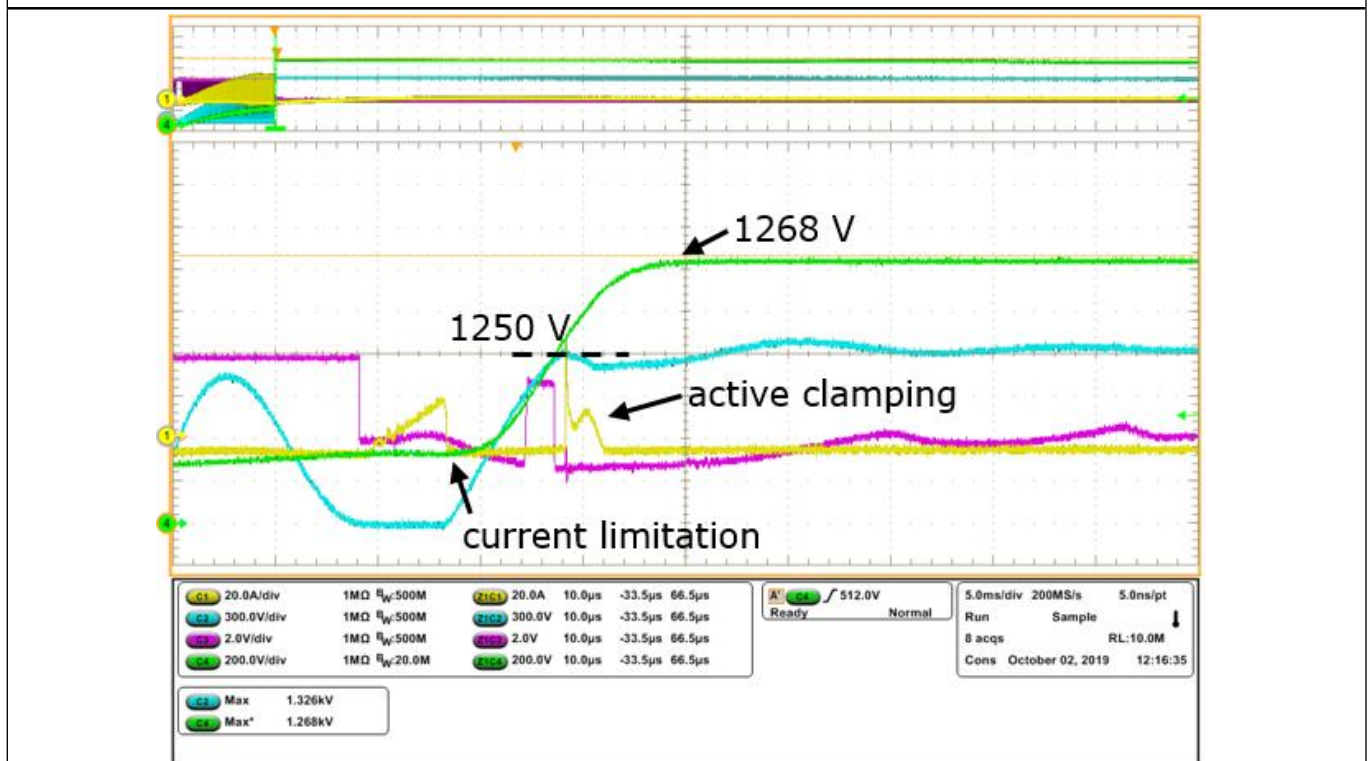 1
4
1268 V
1250 V
active clamping
1
4
current limitation
C1 20.0A/div 1MΩ BW:500M Z1C1 20.0A 10.0µs -33.5µs 66.5µs A' C4 512.0V 5.0ms/div 200MS/s 5.0ns/pt
Ready Normal
C2 300.0V/div 1MΩ BW:500M Z1C2 300.0V 10.0µs -33.5µs 66.5µs Run Sample
C3 2.0V/div 1MΩ BW:500M Z1C3 2.0V 10.0µs -33.5µs 66.5µs 8 acqs RL:10.0M
C4 200.0V/div 1MΩ BW:20.0M Z1C4 200.0V 10.0µs -33.5µs 66.5µs Cons October 02, 2019 12:16:35
C2 Max 1.326kV
C4 Max* 1.268kV